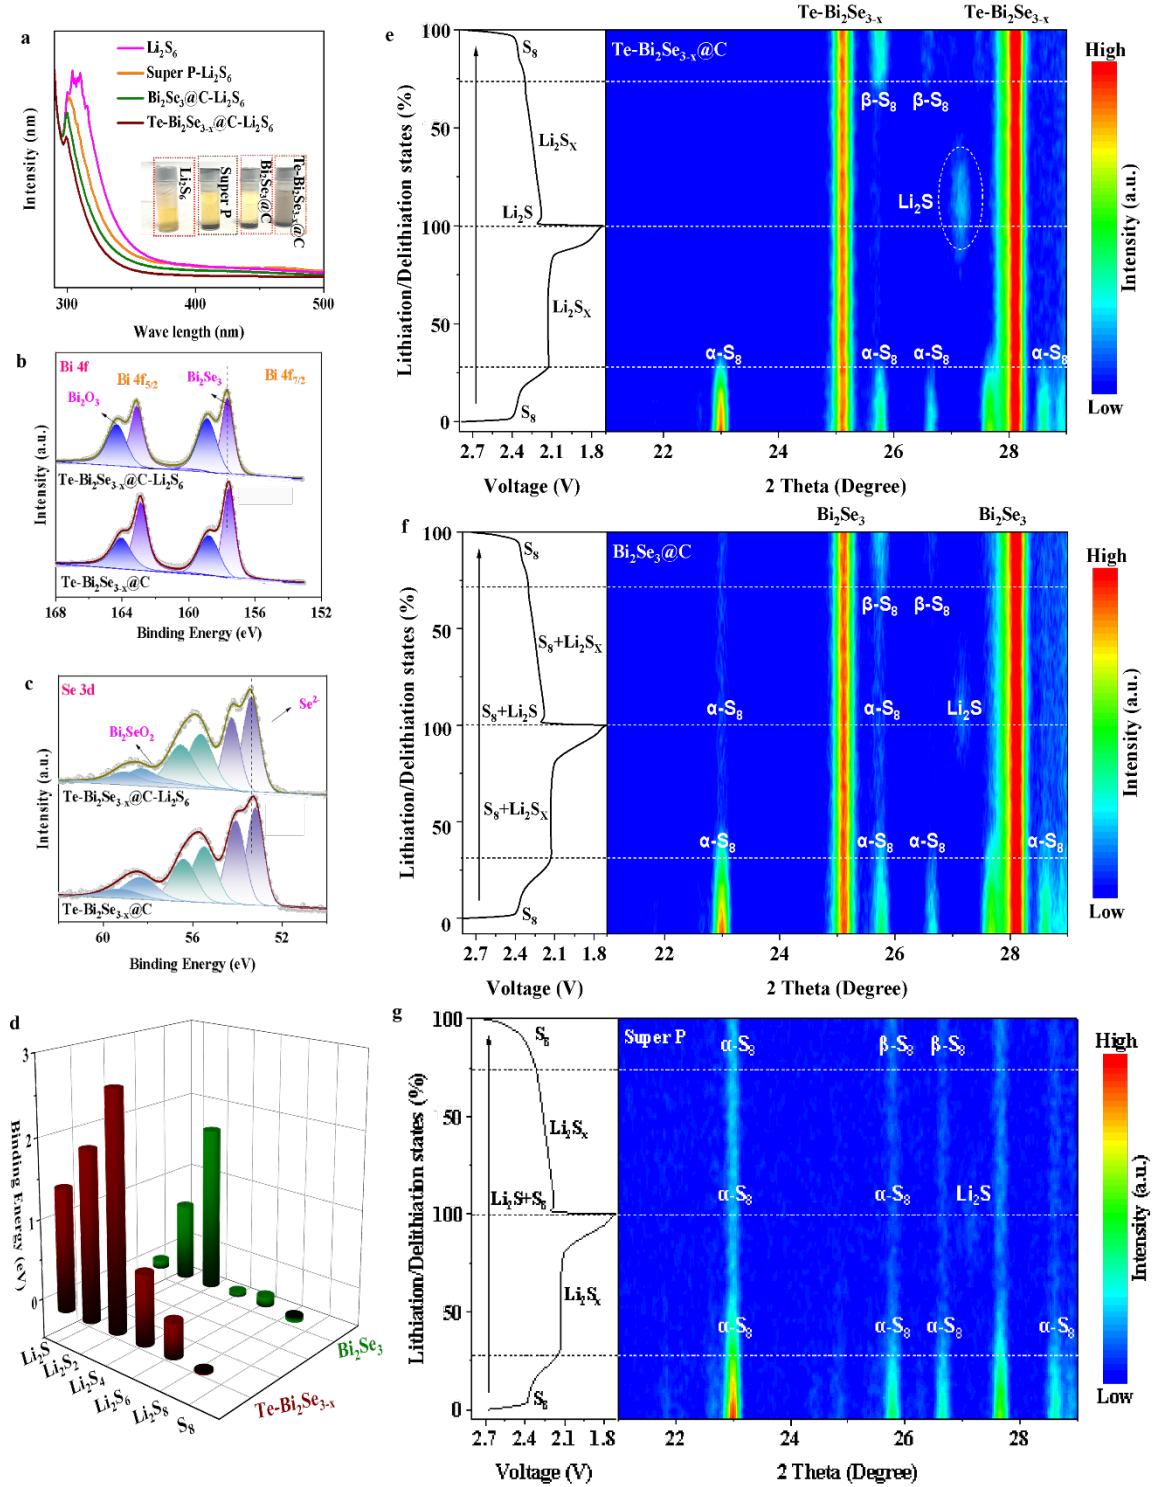 a
Li₂S₆
Super P-Li₂S₆
Bi₂Se₃@C-Li₂S₆
Te-Bi₂Se₃₋ₓ@C-Li₂S₆
Li₂S₆
Super P
Bi₂Se₃@C
Te-Bi₂Se₃₋ₓ@C
Intensity (nm)
300 400 500
Wave length (nm)
b
Bi 4f
Bi 4f₅/₂
Bi₂Se₃
Bi 4f₇/₂
Bi₂O₃
Te-Bi₂Se₃₋ₓ@C-Li₂S₆
Te-Bi₂Se₃₋ₓ@C
Intensity (a.u.)
168 164 160 156 152
Binding Energy (eV)
c
Se 3d
Se²⁻
Bi₂SeO₂
Te-Bi₂Se₃₋ₓ@C-Li₂S₆
Te-Bi₂Se₃₋ₓ@C
Intensity (a.u.)
60 56 52
Binding Energy (eV)
d
3
2
1
0
Binding Energy (eV)
Li₂S
Li₂S₂
Li₂S₄
Li₂S₆
Li₂S₈
S₈
Te-Bi₂Se₃₋ₓ
Bi₂Se₃
Te-Bi₂Se₃₋ₓ Te-Bi₂Se₃₋ₓ
e
Te-Bi₂Se₃₋ₓ@C
Lithiation/Delithiation states (%)
100
50
100
50
0
S₈
Li₂Sₓ
Li₂S
Li₂Sₓ
S₈
β-S₈ β-S₈
Li₂S
α-S₈ α-S₈ α-S₈ α-S₈
2.7 2.4 2.1 1.8
22 24 26 28
Voltage (V)
2 Theta (Degree)
High
Intensity (a.u.)
Low
Bi₂Se₃ Bi₂Se₃
f
Bi₂Se₃@C
Lithiation/Delithiation states (%)
100
50
100
50
0
S₈
S₈+Li₂Sₓ
S₈+Li₂S
S₈+Li₂Sₓ
S₈
β-S₈ β-S₈
α-S₈ α-S₈ Li₂S
α-S₈ α-S₈ α-S₈ α-S₈
2.7 2.4 2.1 1.8
22 24 26 28
Voltage (V)
2 Theta (Degree)
High
Intensity (a.u.)
Low
g
Super P
Lithiation/Delithiation states (%)
100
50
100
50
0
S₈
Li₂Sₓ
Li₂S+S₈
Li₂Sₓ
S₈
α-S₈ β-S₈ β-S₈
α-S₈ α-S₈ Li₂S
α-S₈ α-S₈ α-S₈ α-S₈
2.7 2.4 2.1 1.8
22 24 26 28
Voltage (V)
2 Theta (Degree)
High
Intensity (a.u.)
Low